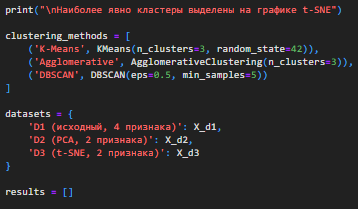 print("\nНаиболее явно кластеры выделены на графике t-SNE")
clustering_methods = [
('K-Means', KMeans(n_clusters=3, random_state=42)),
('Agglomerative', AgglomerativeClustering(n_clusters=3)),
('DBSCAN', DBSCAN(eps=0.5, min_samples=5))
]
datasets = {
'D1 (исходный, 4 признака)': X_d1,
'D2 (PCA, 2 признака)': X_d2,
'D3 (t-SNE, 2 признака)': X_d3
}
results = []